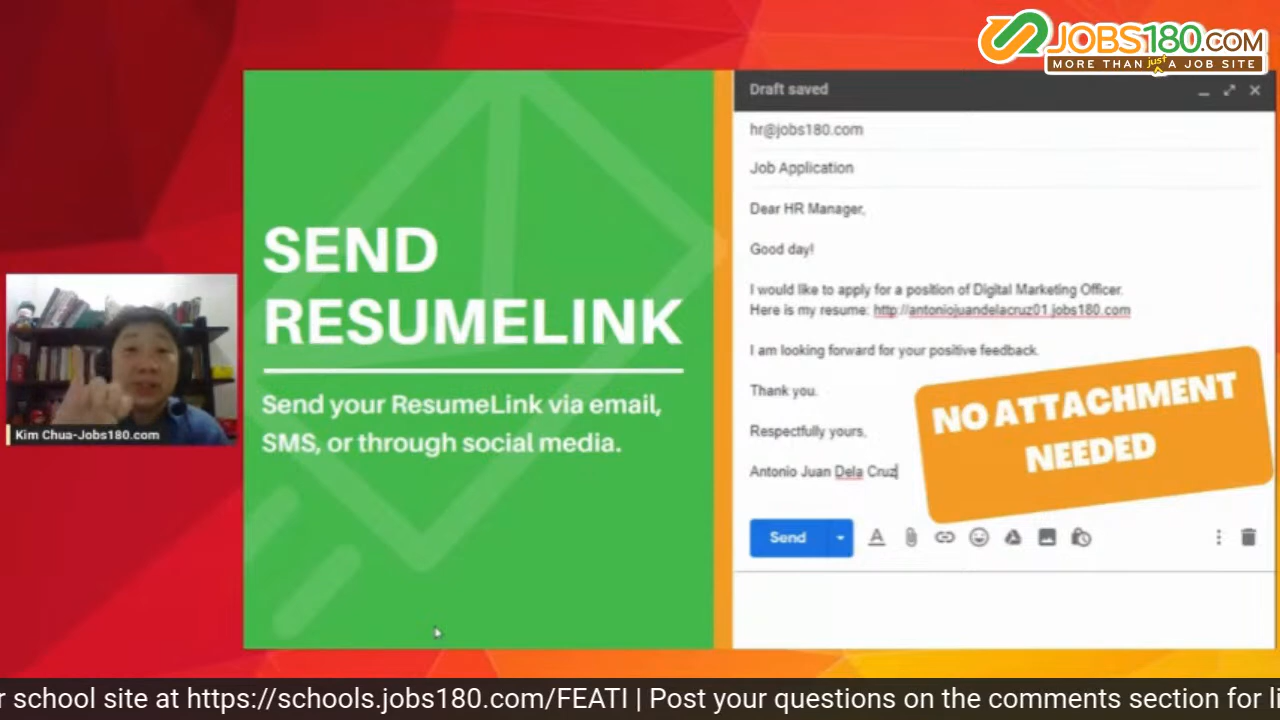 JOBS180.COM
MORE THAN just A JOB SITE
SEND
RESUMELINK
Send your ResumeLink via email,
SMS, or through social media.
Draft saved
hr@jobs180.com
Job Application
Dear HR Manager,
Good day!
I would like to apply for a position of Digital Marketing Officer.
Here is my resume: http://antoniojuandelacruz01.jobs180.com
I am looking forward for your positive feedback.
Thank you.
Respectfully yours,
Antonio Juan Dela Cruz
NO ATTACHMENT
NEEDED
Send
Kim Chua-Jobs180.com
r school site at https://schools.jobs180.com/FEATI | Post your questions on the comments section for li